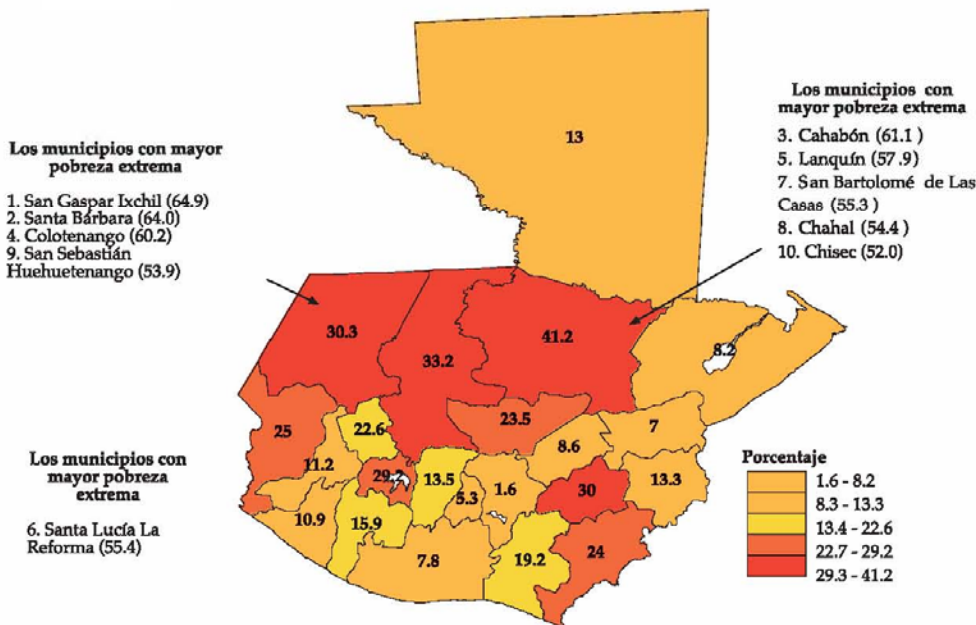 Los municipios con mayor
pobreza extrema
1. San Gaspar Ixchil (64.9)
2. Santa Bárbara (64.0)
4. Colotenango (60.2)
9. San Sebastián
Huehuetenango (53.9)
Los municipios con
mayor pobreza extrema
3. Cahabón (61.1 )
5. Lanquín (57.9)
7. San Bartolomé de Las
Casas (55.3 )
8. Chahal (54.4 )
10. Chisec (52.0)
Los municipios con
mayor pobreza
extrema
6. Santa Lucía La
Reforma (55.4)
13
30.3
33.2
41.2
8.2
25
22.6
23.5
8.6
7
11.2
29.2
13.5
5.3
1.6
30
13.3
10.9
15.9
7.8
19.2
24
Porcentaje
1.6 - 8.2
8.3 - 13.3
13.4 - 22.6
22.7 - 29.2
29.3 - 41.2